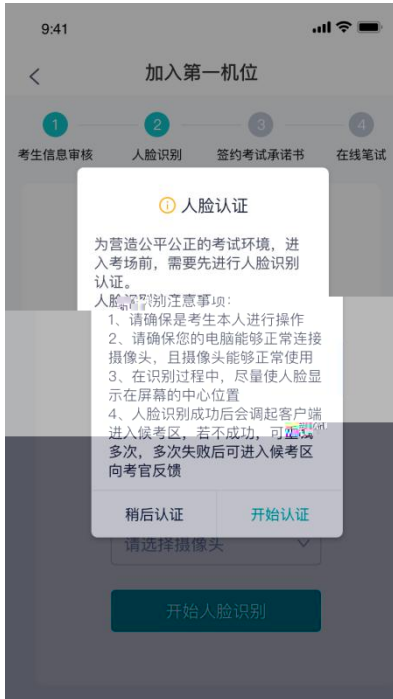 9:41
加入第一机位
1
2
3
4
考生信息审核
人脸识别
签约考试承诺书
在线笔试
人脸认证
为营造公平公正的考试环境，进
入考场前，需要先进行人脸识别
认证。
人脸识别注意事项：
1、请确保是考生本人进行操作
2、请确保您的电脑能够正常连接
摄像头，且摄像头能够正常使用
3、在识别过程中，尽量使人脸显
示在屏幕的中心位置
4、人脸识别成功后会调起客户端
进入候考区，若不成功，可
多次，多次失败后可进入候考区
向考官反馈
稍后认证
开始认证
请选择摄像头
开始人脸识别